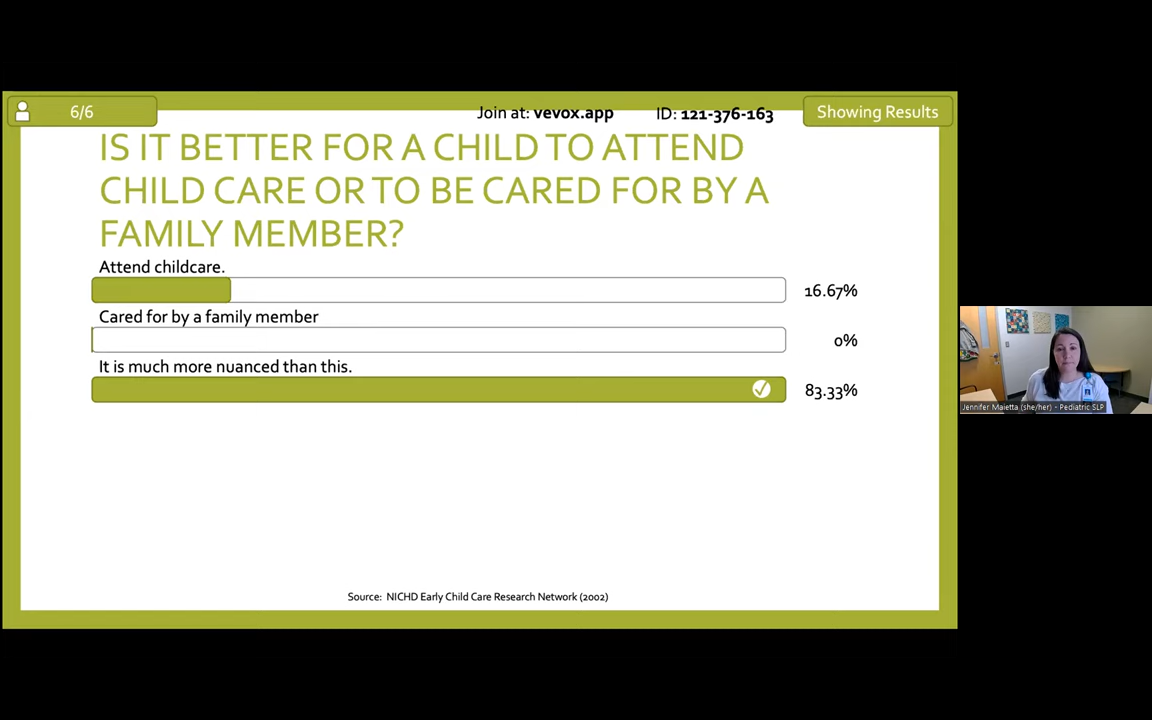 6/6
Join at: vevox.app
ID: 121-376-163
Showing Results
IS IT BETTER FOR A CHILD TO ATTEND
CHILD CARE OR TO BE CARED FOR BY A
FAMILY MEMBER?
Attend childcare.
16.67%
Cared for by a family member
0%
It is much more nuanced than this.
83.33%
Jennifer Maietta (she/her) - Pediatric SLP
Source: NICHD Early Child Care Research Network (2002)